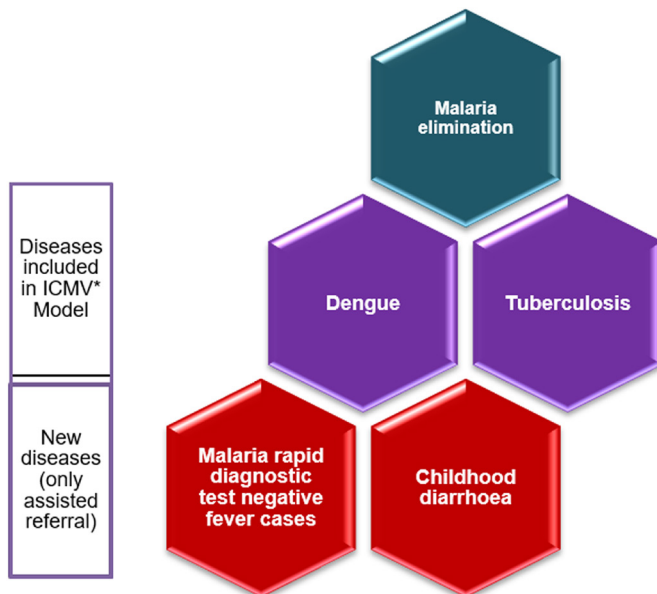 Malaria
elimination
Diseases
included
in ICMV*
Model
Dengue
Tuberculosis
New
diseases
(only
assisted
referral)
Malaria rapid
diagnostic
test negative
fever cases
Childhood
diarrhoea